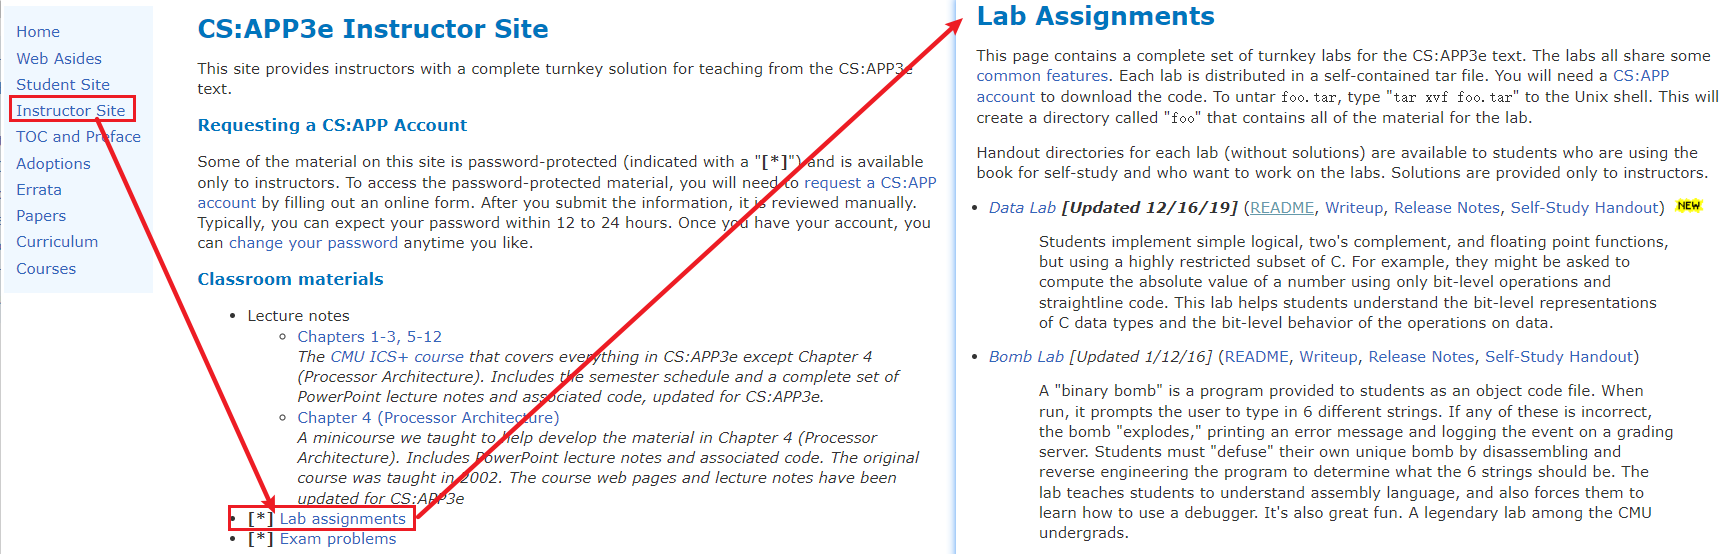 Home
Web Asides
Student Site
Instructor Site
TOC and Preface
Adoptions
Errata
Papers
Curriculum
Courses
CS:APP3e Instructor Site
This site provides instructors with a complete turnkey solution for teaching from the CS:APP3e
text.
Requesting a CS:APP Account
Some of the material on this site is password-protected (indicated with a "[*]") and is available
only to instructors. To access the password-protected material, you will need to request a CS:APP
account by filling out an online form. After you submit the information, it is reviewed manually.
Typically, you can expect your password within 12 to 24 hours. Once you have your account, you
can change your password anytime you like.
Classroom materials
• Lecture notes
◦ Chapters 1-3, 5-12
The CMU ICS+ course that covers everything in CS:APP3e except Chapter 4
(Processor Architecture). Includes the semester schedule and a complete set of
PowerPoint lecture notes and associated code, updated for CS:APP3e.
◦ Chapter 4 (Processor Architecture)
A minicourse we taught to help develop the material in Chapter 4 (Processor
Architecture). Includes PowerPoint lecture notes and associated code. The original
course was taught in 2002. The course web pages and lecture notes have been
updated for CS:APP3e
• [*] Lab assignments
• [*] Exam problems
Lab Assignments
This page contains a complete set of turnkey labs for the CS:APP3e text. The labs all share some
common features. Each lab is distributed in a self-contained tar file. You will need a CS:APP
account to download the code. To untar foo.tar, type "tar xvf foo.tar" to the Unix shell. This will
create a directory called "foo" that contains all of the material for the lab.
Handout directories for each lab (without solutions) are available to students who are using the
book for self-study and who want to work on the labs. Solutions are provided only to instructors.
• Data Lab [Updated 12/16/19] (README, Writeup, Release Notes, Self-Study Handout) NEW
Students implement simple logical, two's complement, and floating point functions,
but using a highly restricted subset of C. For example, they might be asked to
compute the absolute value of a number using only bit-level operations and
straightline code. This lab helps students understand the bit-level representations
of C data types and the bit-level behavior of the operations on data.
• Bomb Lab [Updated 1/12/16] (README, Writeup, Release Notes, Self-Study Handout)
A "binary bomb" is a program provided to students as an object code file. When
run, it prompts the user to type in 6 different strings. If any of these is incorrect,
the bomb "explodes," printing an error message and logging the event on a grading
server. Students must "defuse" their own unique bomb by disassembling and
reverse engineering the program to determine what the 6 strings should be. The
lab teaches students to understand assembly language, and also forces them to
learn how to use a debugger. It's also great fun. A legendary lab among the CMU
undergrads.